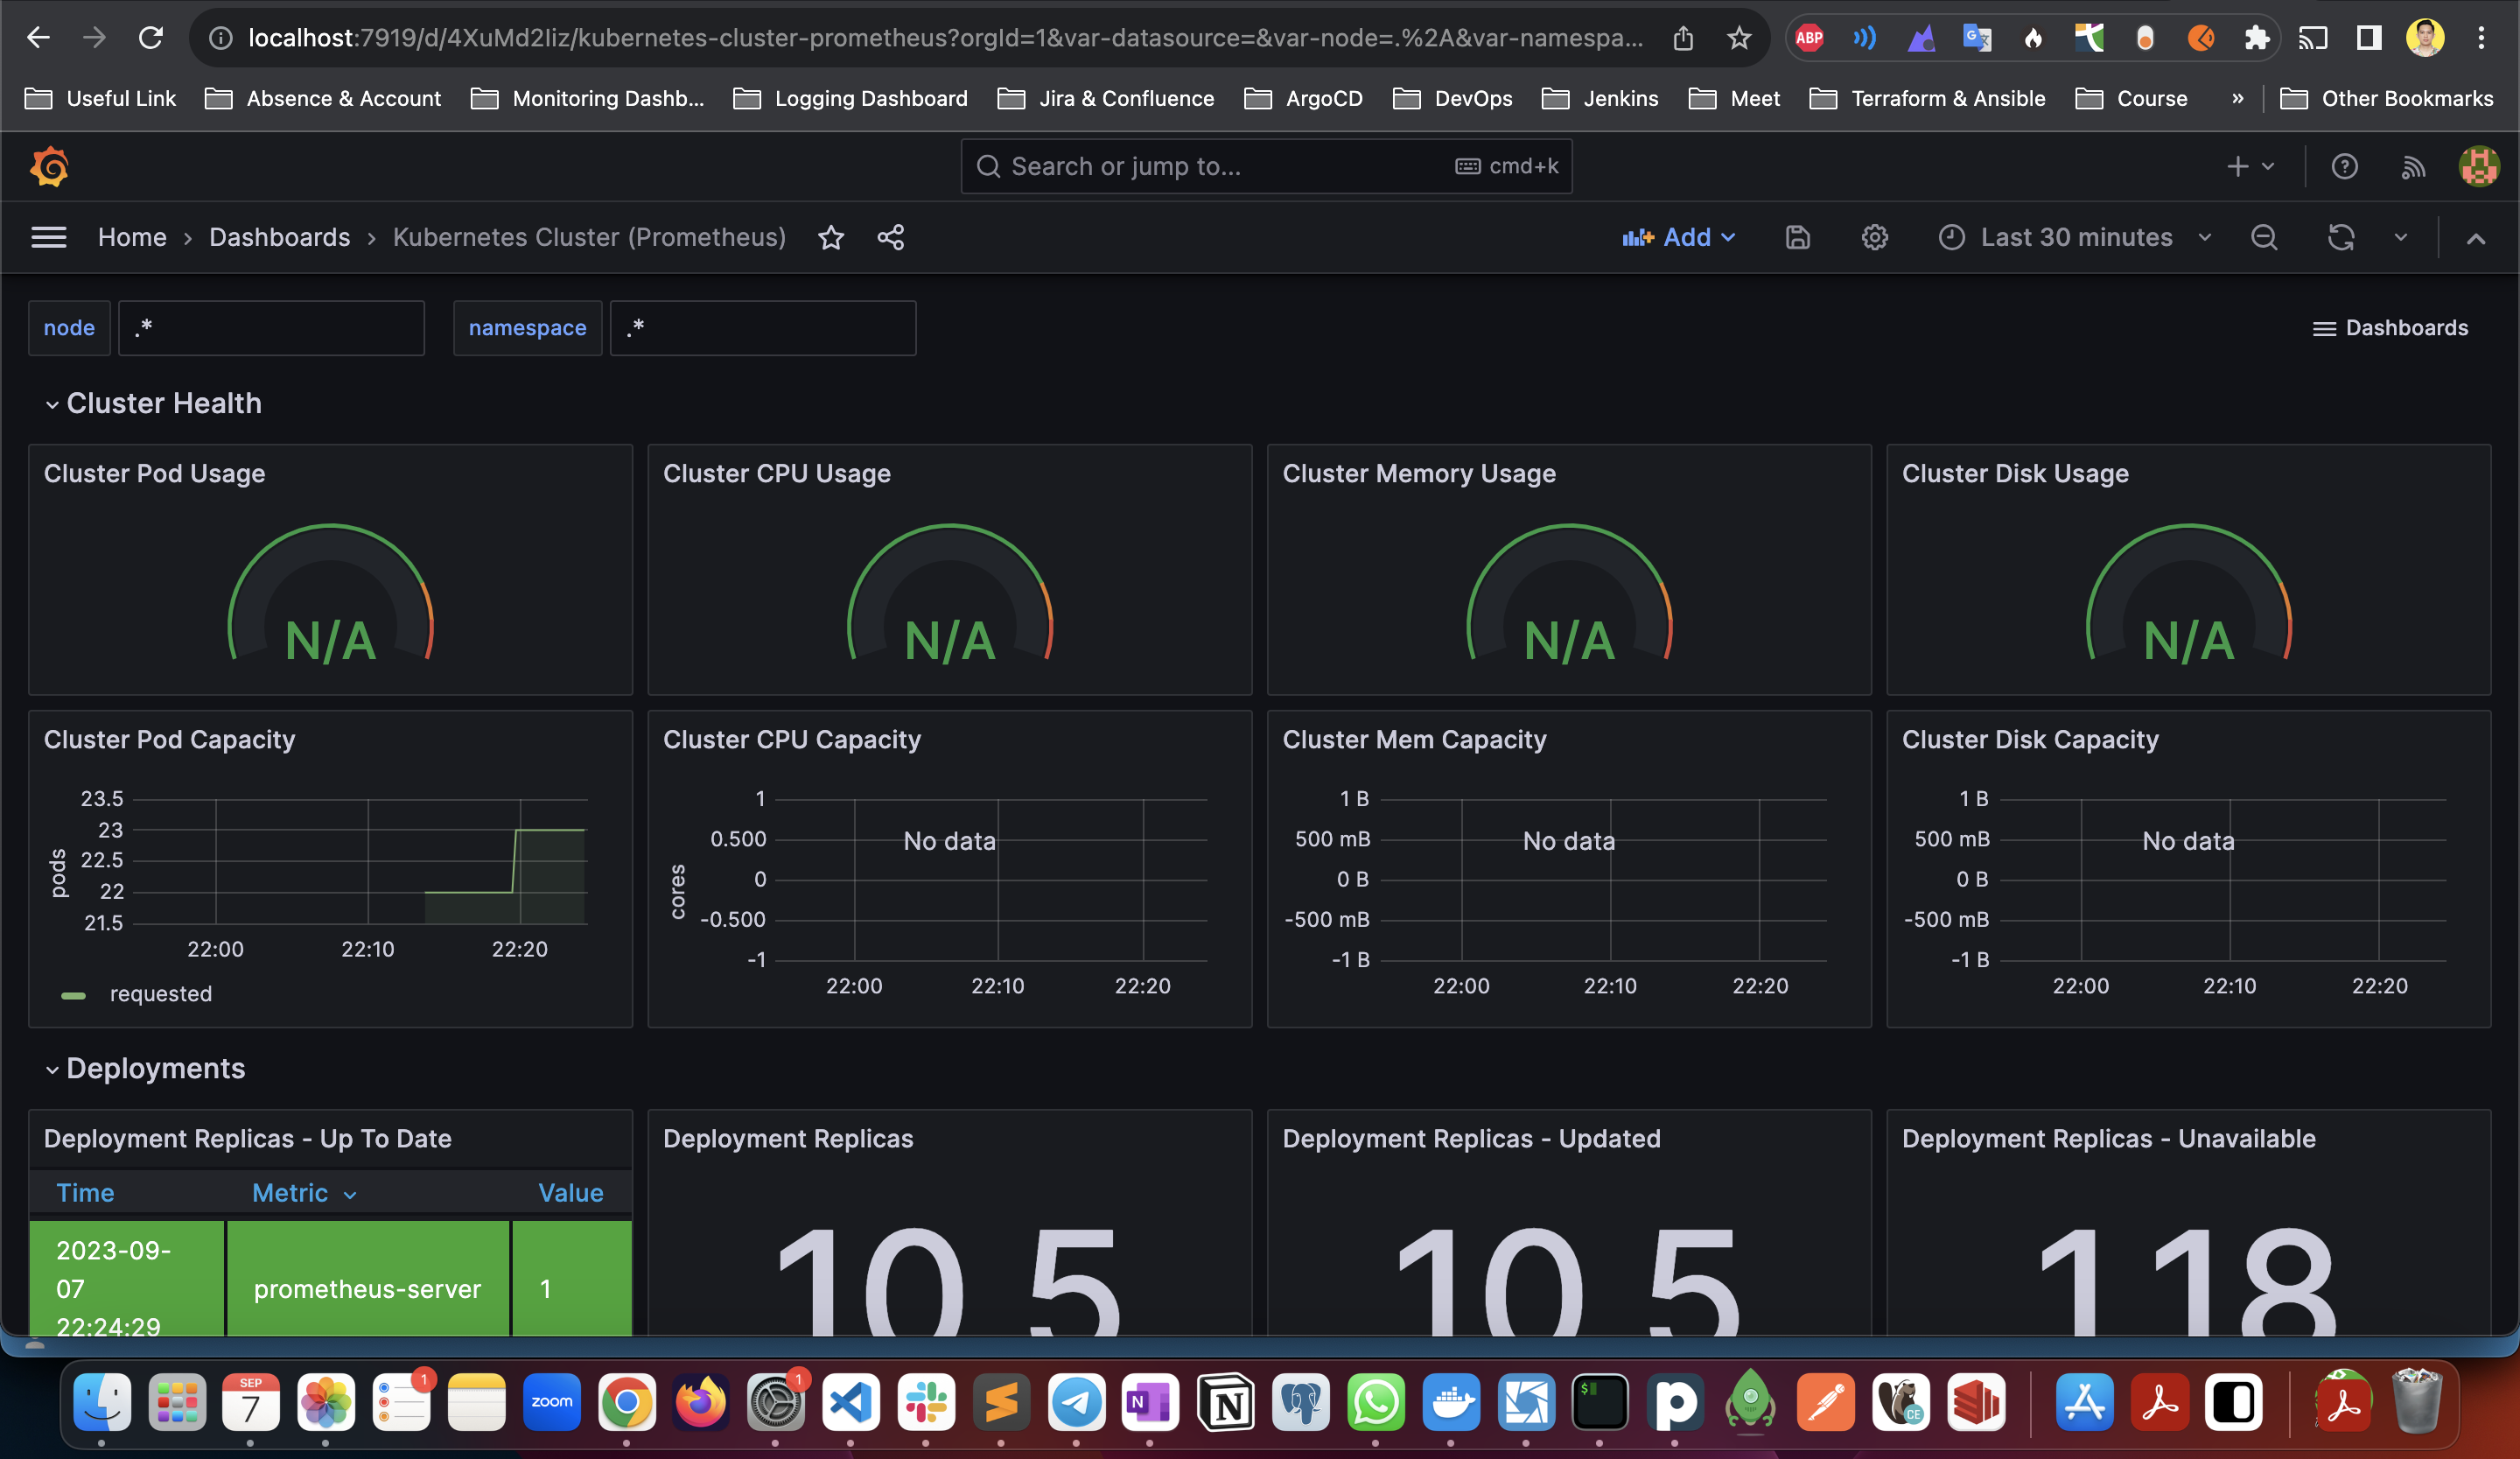 localhost:7919/d/4XuMd2Iiz/kubernetes-cluster-prometheus?orgId=1&var-datasource=&var-node=.%2A&var-namespa...
ABP
Useful Link Absence & Account Monitoring Dashb... Logging Dashboard Jira & Confluence ArgoCD DevOps Jenkins Meet Terraform & Ansible Course » Other Bookmarks
Search or jump to... cmd+k
Home › Dashboards › Kubernetes Cluster (Prometheus) Add Last 30 minutes
node .* namespace .* Dashboards
Cluster Health
Cluster Pod Usage Cluster CPU Usage Cluster Memory Usage Cluster Disk Usage
N/A N/A N/A N/A
Cluster Pod Capacity
pods
23.5
23
22.5
22
21.5
22:00 22:10 22:20
requested
Cluster CPU Capacity
cores
1
0.500
0
-0.500
-1
No data
22:00 22:10 22:20
Cluster Mem Capacity
1 B
500 mB
0 B
-500 mB
-1 B
No data
22:00 22:10 22:20
Cluster Disk Capacity
1 B
500 mB
0 B
-500 mB
-1 B
No data
22:00 22:10 22:20
Deployments
Deployment Replicas - Up To Date
Time Metric Value
2023-09-
07
22:24:29
prometheus-server
1
Deployment Replicas
10.5
Deployment Replicas - Updated
10.5
Deployment Replicas - Unavailable
1.18
SEP
7
1
zoom
1
N
N
$
CE